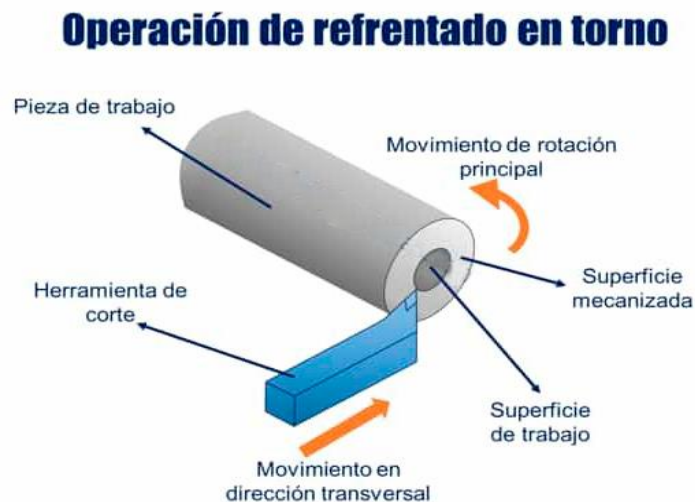 Operación de refrentado en torno
Pieza de trabajo
Movimiento de rotación
principal
Herramienta de
corte
Superficie
mecanizada
Superficie
de trabajo
Movimiento en
dirección transversal